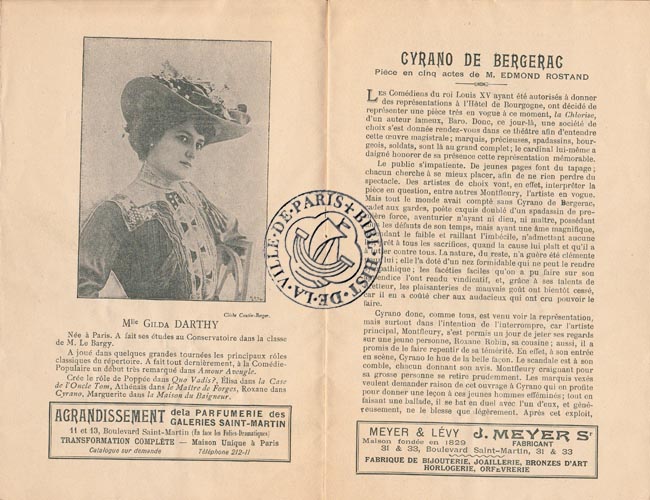 Cliché Cautin-Berger.
Mlle GILDA DARTHY
Née à Paris. A fait ses études au Conservatoire dans la classe
de M. Le Bargy.
A joué dans quelques grandes tournées les principaux rôles
classiques du répertoire. A fait tout dernièrement, à la Comédie-
Populaire un début très remarqué dans Amour Aveugle.
Crée le rôle de Poppée dans Quo Vadis?, Elisa dans la Case
de l'Oncle Tom, Athénaïs dans le Maître de Forges, Roxane dans
Cyrano, Marguerite dans la Maison du Baigneur.
AGRANDISSEMENT de la PARFUMERIE des
GALERIES SAINT-MARTIN
11 et 13, Boulevard Saint-Martin (En face les Folies-Dramatiques)
TRANSFORMATION COMPLÈTE — Maison Unique à Paris
Catalogue sur demande Téléphone 212-11
VILLE·DE·PARIS BIBL·HIST·DE·LA
CYRANO DE BERGERAC
Pièce en cinq actes de M. EDMOND ROSTAND
LES Comédiens du roi Louis XV ayant été autorisés à donner
des représentations à l'Hôtel de Bourgogne, ont décidé de
représenter une pièce très en vogue à ce moment, la Chlorise,
d'un auteur fameux, Baro. Donc, ce jour-là, une société de
choix s'est donnée rendez-vous dans ce théâtre afin d'entendre
cette œuvre magistrale; marquis, précieuses, spadassins, bour-
geois, soldats, sont là au grand complet; le cardinal lui-même a
daigné honorer de sa présence cette représentation mémorable.
Le public s'impatiente. De jeunes pages font du tapage;
chacun cherche à se mieux placer, afin de ne rien perdre du
spectacle. Des artistes de choix vont, en effet, interpréter la
pièce en question, entre autres Montfleury, l'artiste en vogue.
Mais tout le monde avait compté sans Cyrano de Bergerac,
cadet aux gardes, poète exquis doublé d'un spadassin de pre-
ière force, aventurier n'ayant ni dieu, ni maître, possédant
les défauts de son temps, mais ayant une âme magnifique,
ndant le faible et raillant l'imbécile, n'admettant aucune
rêt à tous les sacrifices, quand la cause lui plaît et qu'il a
ter contre tous. La nature, du reste, n'a guère été clémente
lui; elle l'a doté d'un nez formidable qui ne peut le rendre
pathique; les facéties faciles qu'on a pu faire sur son
endice l'ont rendu vindicatif, et, grâce à ses talents de
etteur, les plaisanteries de mauvais goût ont bientôt cessé,
car il en a coûté cher aux audacieux qui ont cru pouvoir le
faire.
Cyrano donc, comme tous, est venu voir la représentation,
mais surtout dans l'intention de l'interrompre, car l'artiste
principal, Montfleury, s'est permis un jour de jeter ses regards
sur une jeune personne, Roxane Robin, sa cousine; aussi, il a
promis de le faire repentir de sa témérité. En effet, à son entrée
en scène, Cyrano le hue de la belle façon. Le scandale est à son
comble, chacun donnant son avis. Montfleury craignant pour
sa grosse personne se retire prudemment. Les marquis vexés
veulent demander raison de cet outrage à Cyrano qui en profite
pour donner une leçon à ces jeunes hommes efféminés; tout en
faisant une ballade, il se bat en duel avec l'un d'eux, et géné-
reusement, ne le blesse que légèrement. Après cet exploit,
MEYER & LÉVY J. MEYER Sr
Maison fondée en 1829 FABRICANT
31 & 33, Boulevard Saint-Martin, 31 & 33
FABRIQUE DE BIJOUTERIE, JOAILLERIE, BRONZES D'ART
HORLOGERIE, ORFÈVRERIE